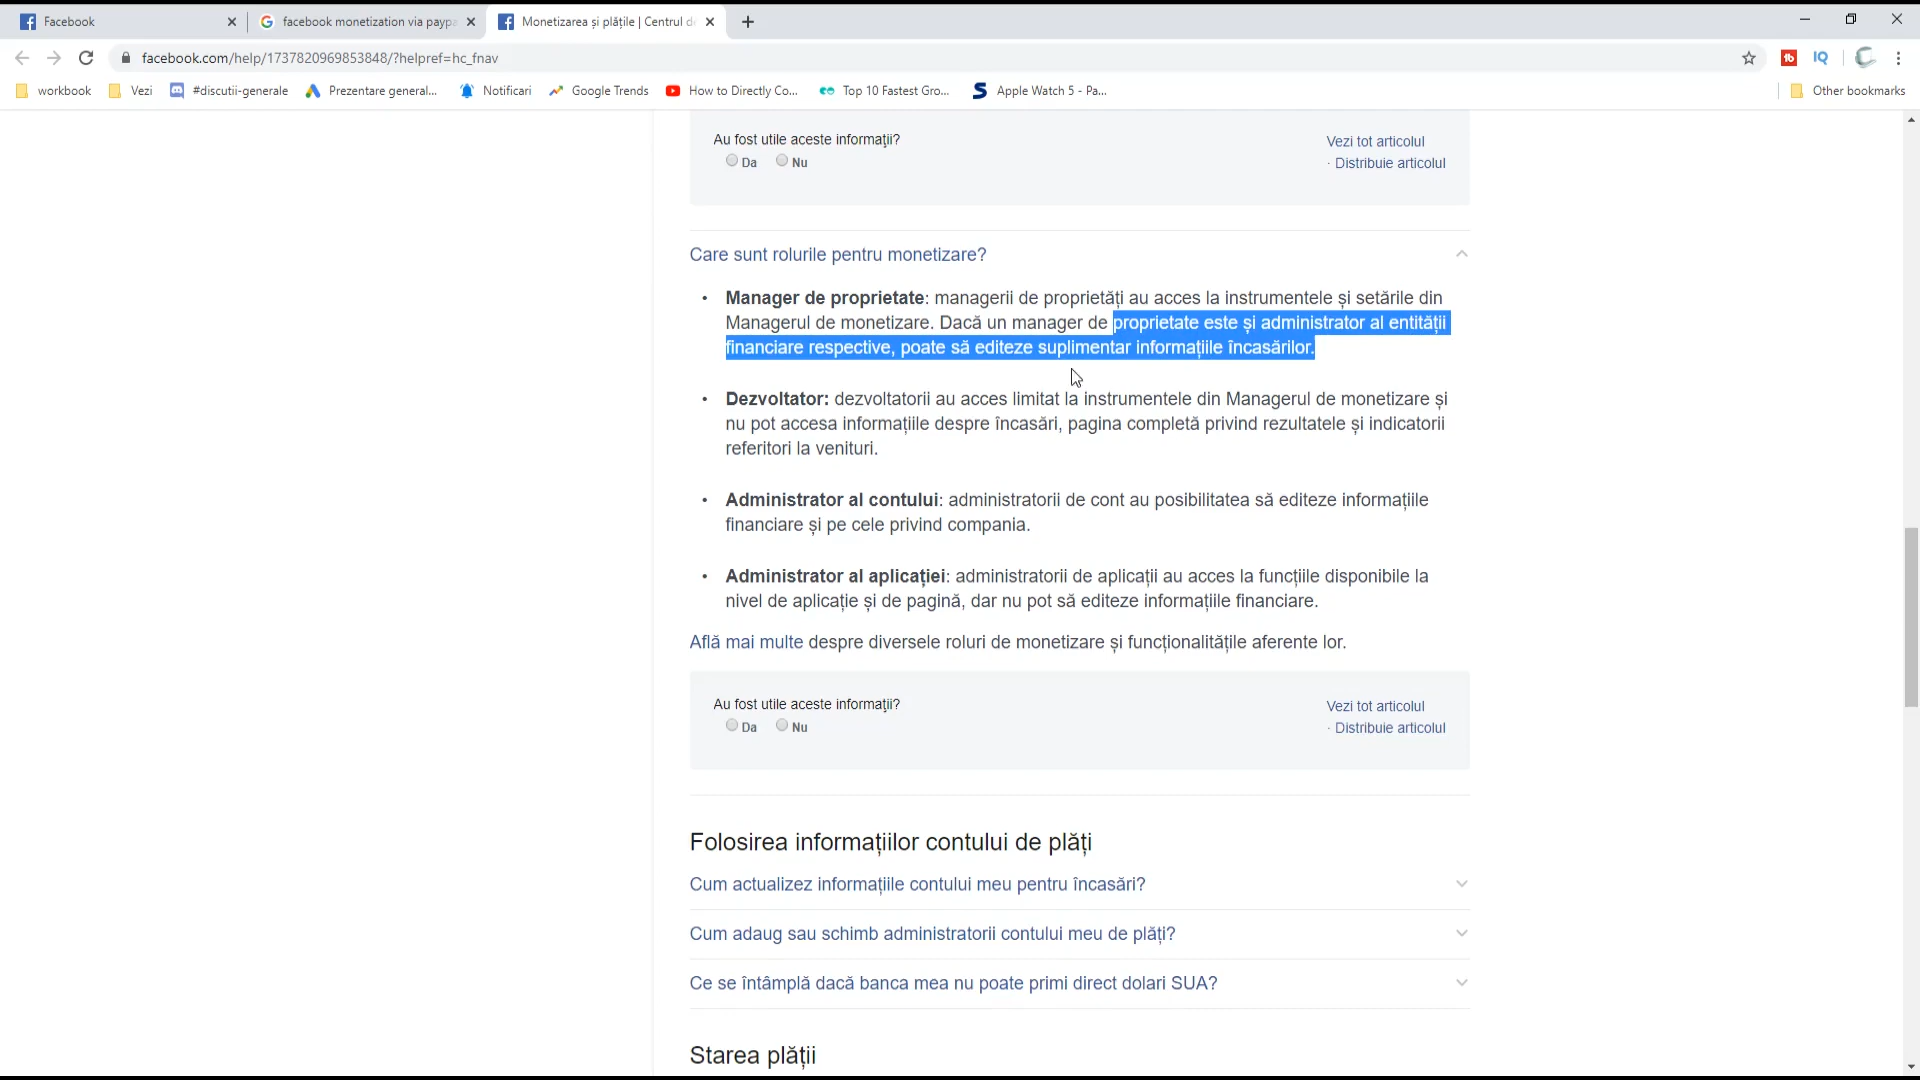 Facebook
facebook monetization via paypa
Monetizarea și plățile | Centrul de
facebook.com/help/1737820969853848/?helpref=hc_fnav
workbook
Vezi
#discutii-generale
Prezentare general...
Notificari
Google Trends
How to Directly Co...
Top 10 Fastest Gro...
Apple Watch 5 - Pa...
Other bookmarks
Au fost utile aceste informaţii?
Da Nu
Vezi tot articolul
· Distribuie articolul
Care sunt rolurile pentru monetizare?
• Manager de proprietate: managerii de proprietăți au acces la instrumentele și setările din
Managerul de monetizare. Dacă un manager de proprietate este și administrator al entității
financiare respective, poate să editeze suplimentar informațiile încasărilor.
• Dezvoltator: dezvoltatorii au acces limitat la instrumentele din Managerul de monetizare și
nu pot accesa informațiile despre încasări, pagina completă privind rezultatele și indicatorii
referitori la venituri.
• Administrator al contului: administratorii de cont au posibilitatea să editeze informațiile
financiare și pe cele privind compania.
• Administrator al aplicației: administratorii de aplicații au acces la funcțiile disponibile la
nivel de aplicație și de pagină, dar nu pot să editeze informațiile financiare.
Află mai multe despre diversele roluri de monetizare și funcționalitățile aferente lor.
Au fost utile aceste informaţii?
Da Nu
Vezi tot articolul
· Distribuie articolul
Folosirea informațiilor contului de plăți
Cum actualizez informațiile contului meu pentru încasări?
Cum adaug sau schimb administratorii contului meu de plăți?
Ce se întâmplă dacă banca mea nu poate primi direct dolari SUA?
Starea plății